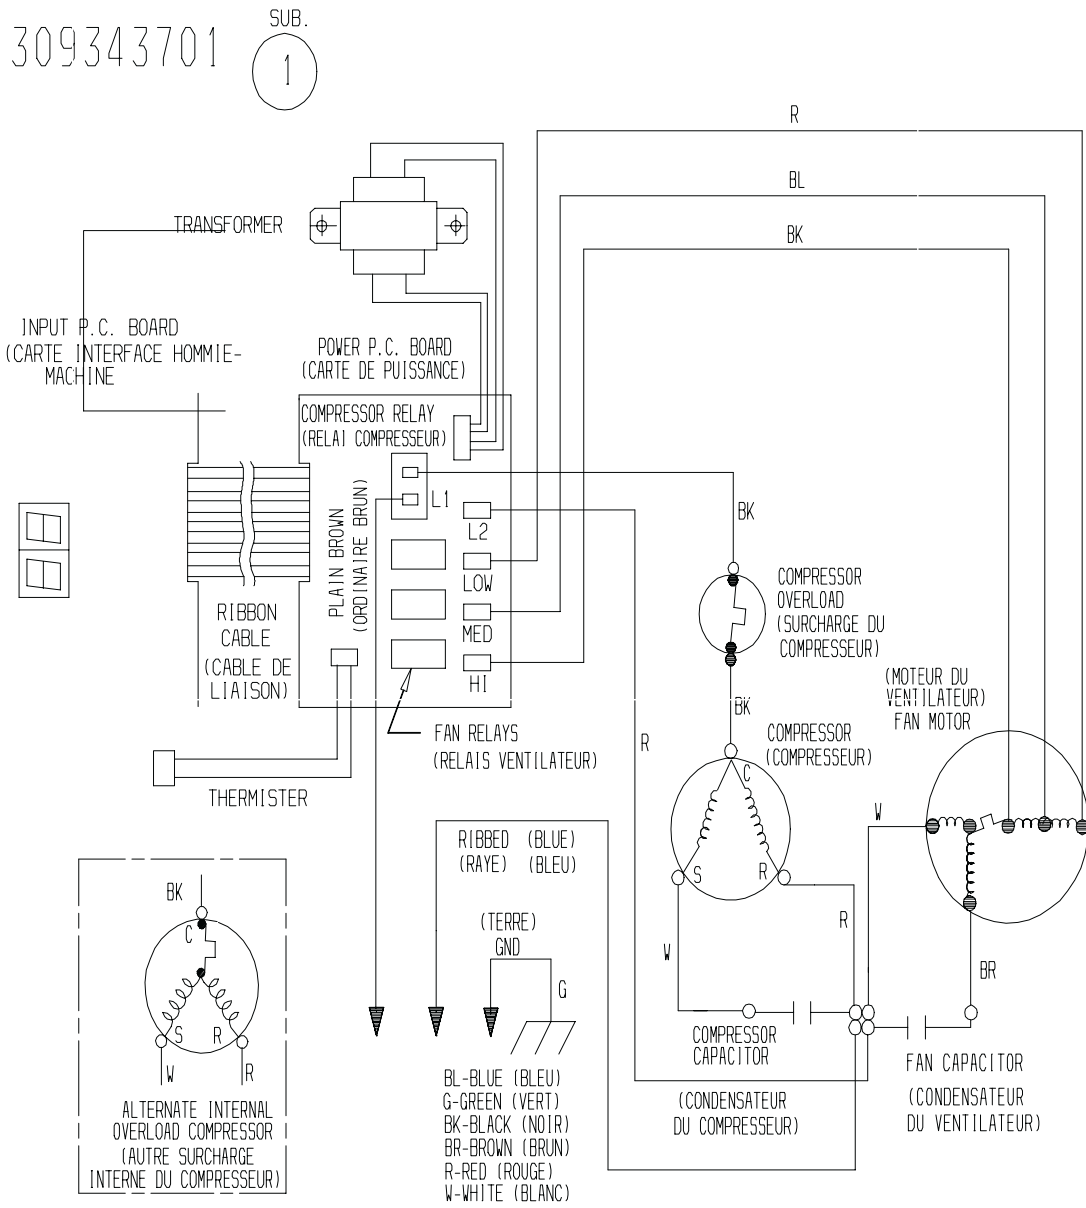 309343701
SUB.
1
R
BL
BK
TRANSFORMER
INPUT P.C. BOARD
(CARTE INTERFACE HOMMIE-
MACHINE
POWER P.C. BOARD
(CARTE DE PUISSANCE)
COMPRESSOR RELAY
(RELAI COMPRESSEUR)
PLAIN BROWN
(ORDINAIRE BRUN)
L1
L2
LOW
MED
HI
RIBBON
CABLE
(CABLE DE
LIAISON)
BK
COMPRESSOR
OVERLOAD
(SURCHARGE DU
COMPRESSEUR)
BK
FAN RELAYS
(RELAIS VENTILATEUR)
R
COMPRESSOR
(COMPRESSEUR)
(MOTEUR DU
VENTILATEUR)
FAN MOTOR
THERMISTER
C
S
R
W
RIBBED (BLUE)
(RAYE) (BLEU)
(TERRE)
GND
G
W
R
BR
BK
C
S
R
W
R
COMPRESSOR
CAPACITOR
(CONDENSATEUR
DU COMPRESSEUR)
FAN CAPACITOR
(CONDENSATEUR
DU VENTILATEUR)
ALTERNATE INTERNAL
OVERLOAD COMPRESSOR
(AUTRE SURCHARGE
INTERNE DU COMPRESSEUR)
BL-BLUE (BLEU)
G-GREEN (VERT)
BK-BLACK (NOIR)
BR-BROWN (BRUN)
R-RED (ROUGE)
W-WHITE (BLANC)